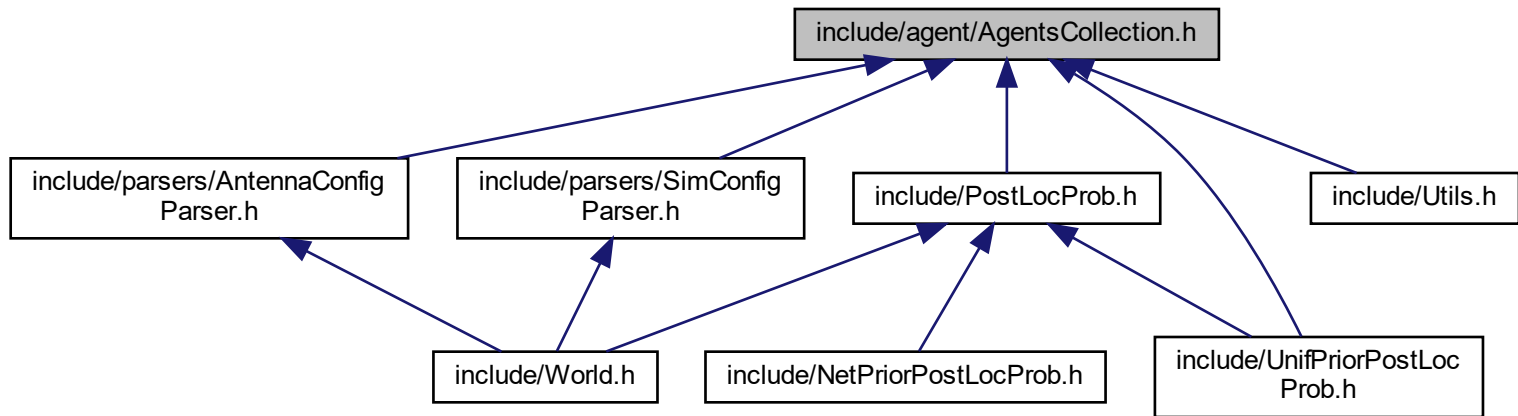 include/agent/AgentsCollection.h
include/parsers/AntennaConfig
Parser.h
include/parsers/SimConfig
Parser.h
include/PostLocProb.h
include/Utils.h
include/World.h
include/NetPriorPostLocProb.h
include/UnifPriorPostLoc
Prob.h